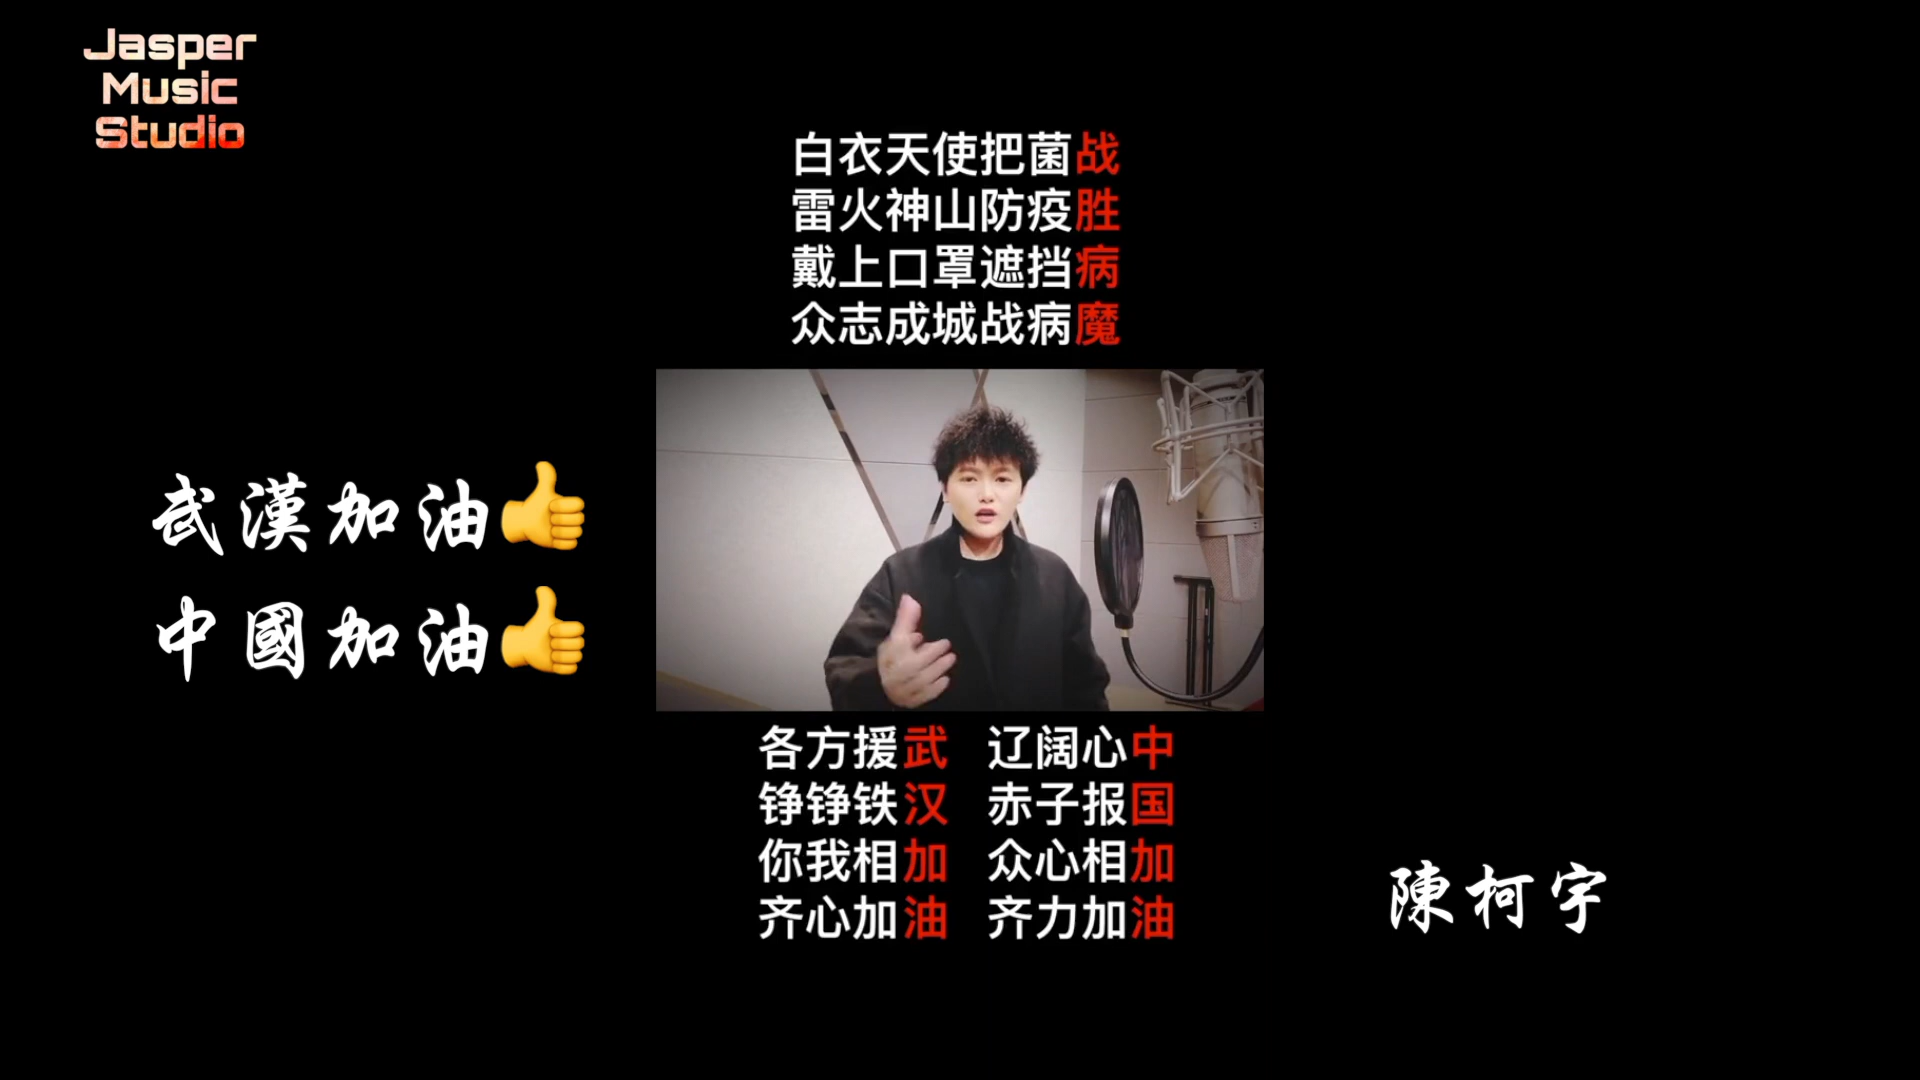 Jasper
Music
Studio
白衣天使把菌战
雷火神山防疫胜
戴上口罩遮挡病
众志成城战病魔
武漢加油👍
中國加油👍
各方援武 辽阔心中
铮铮铁汉 赤子报国
你我相加 众心相加
齐心加油 齐力加油
陳柯宇